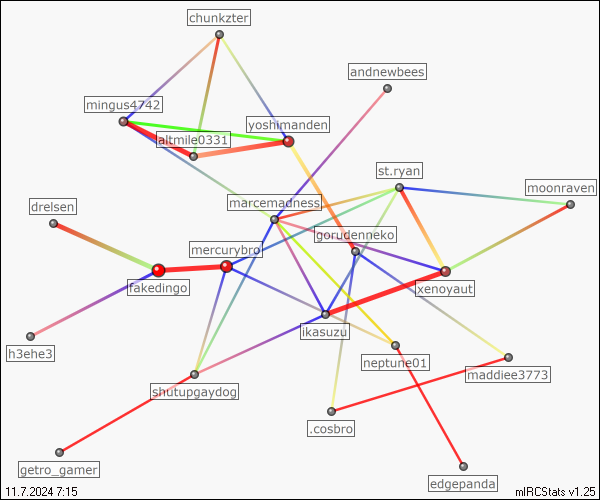 chunkzter
andnewbees
mingus4742
yoshimanden
altmile0331
st.ryan
moonraven
marcemadness
drelsen
gorudenneko
mercurybro
fakedingo
xenoyaut
ikasuzu
h3ehe3
neptune01
maddiee3773
shutupgaydog
.cosbro
getro_gamer
edgepanda
11.7.2024 7:15
mIRCStats v1.25